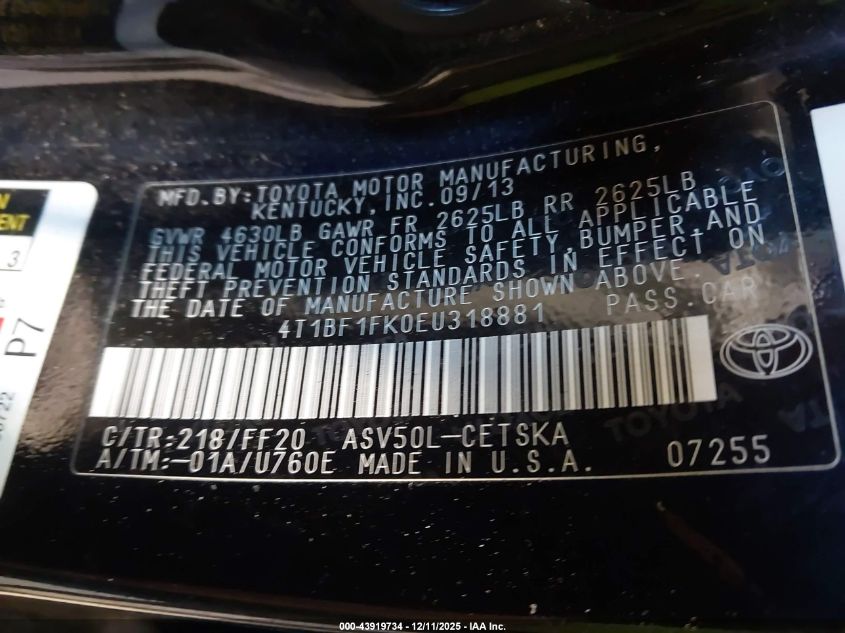 MFD.BY:TOYOTA MOTOR MANUFACTURING,
KENTUCKY,INC.09/13
GVWR 4630LB GAWR FR 2625LB RR 2625LB
THIS VEHICLE CONFORMS TO ALL APPLICABLE
FEDERAL MOTOR VEHICLE SAFETY,BUMPER,AND
THEFT PREVENTION STANDARDS IN EFFECT ON
THE DATE OF MANUFACTURE SHOWN ABOVE.
4T1BF1FK0EU318881 PASS.CAR
C/TR:218/FF20 ASV50L-CETSKA
A/TM:-01A/U760E MADE IN U.S.A. 07255
TOYOTA
3
P7
22
000-43919734 - 12/11/2025 - IAA Inc.